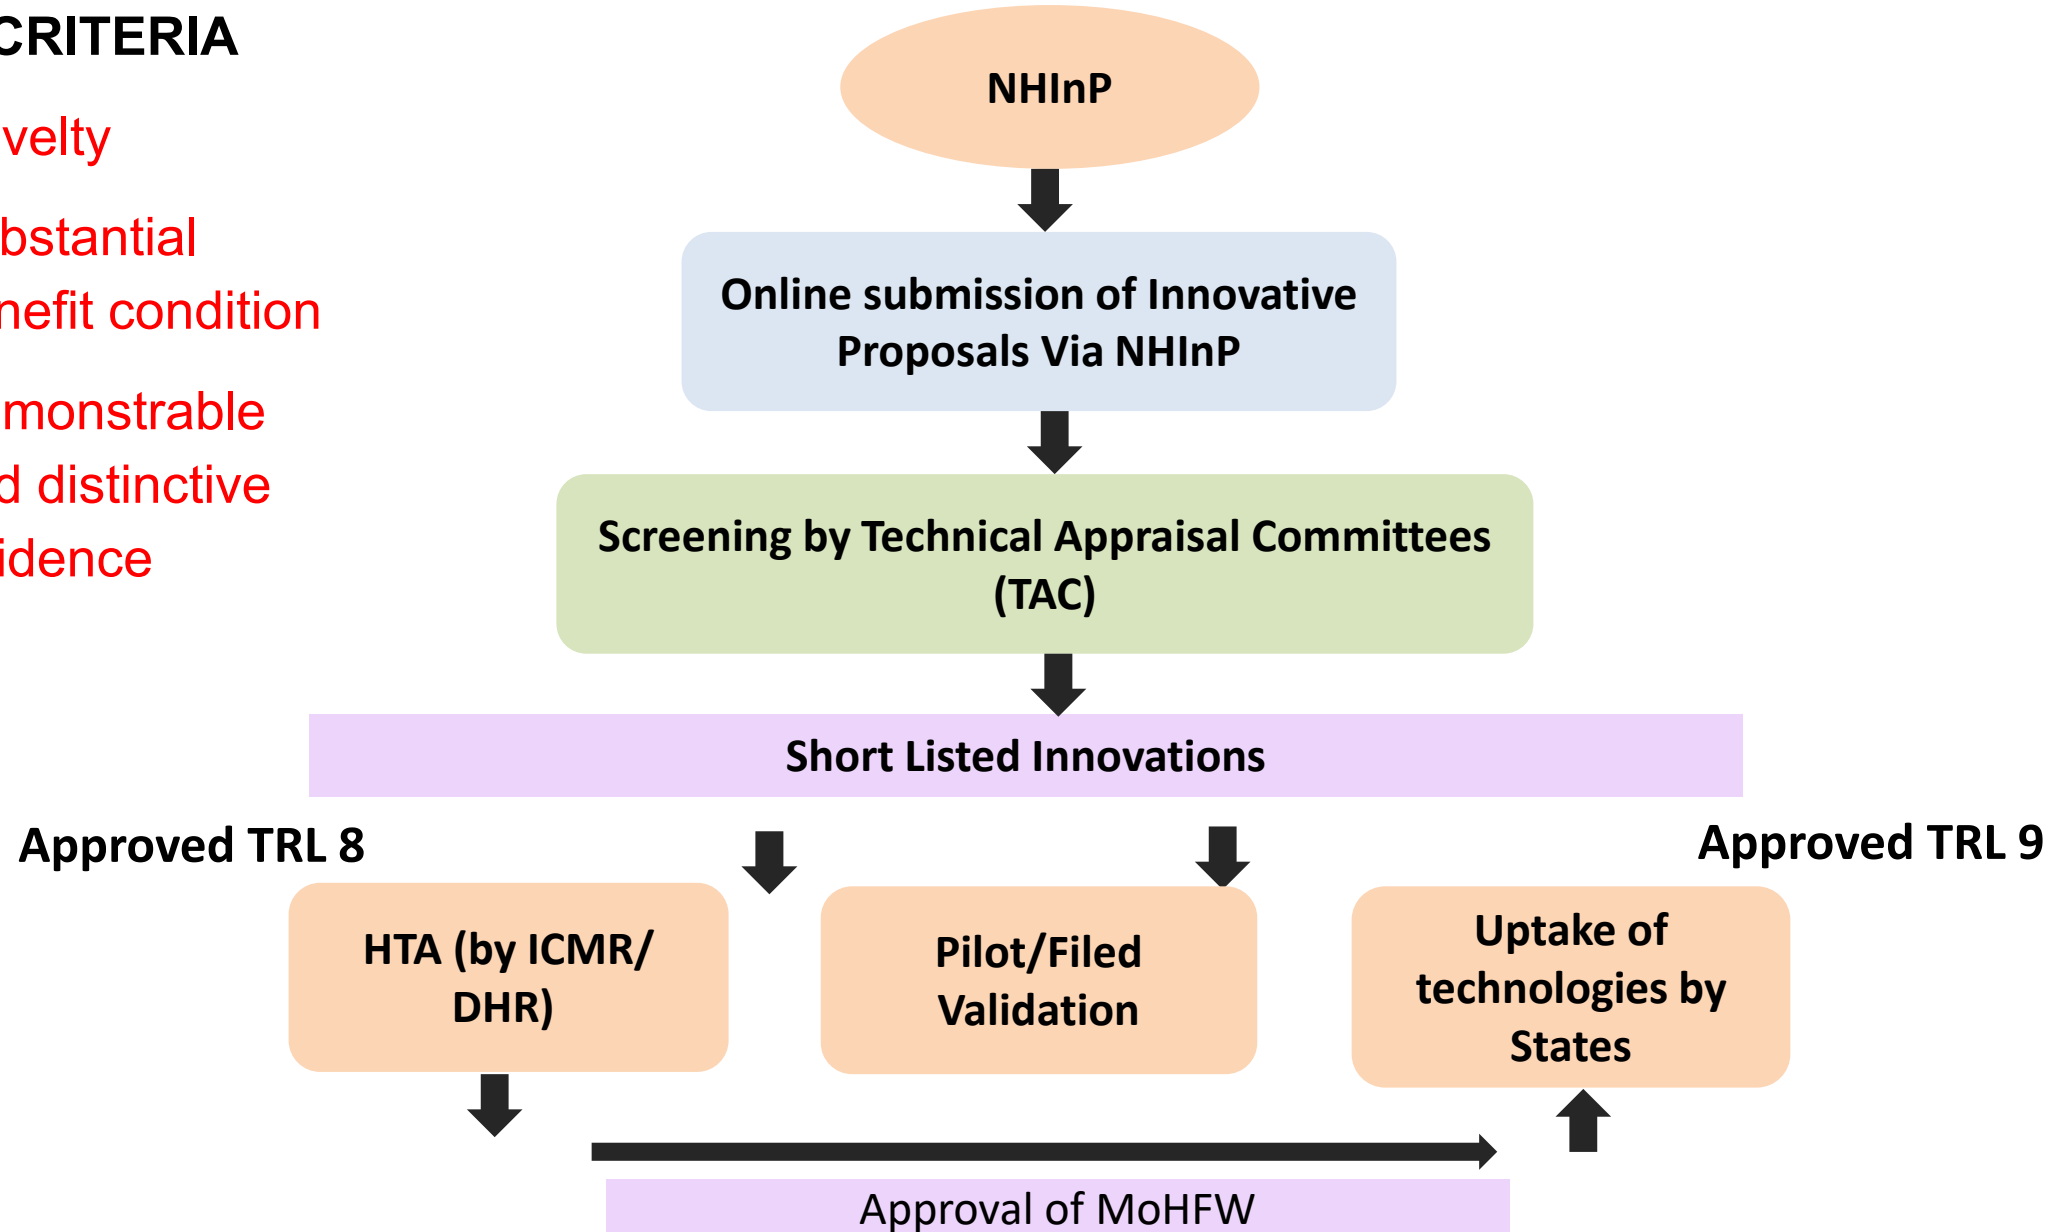 CRITERIA
velty
bstantial
nefit condition
monstrable
d distinctive
idence
NHInP
Online submission of Innovative
Proposals Via NHInP
Screening by Technical Appraisal Committees
(TAC)
Short Listed Innovations
Approved TRL 8
Approved TRL 9
HTA (by ICMR/
DHR)
Pilot/Filed
Validation
Uptake of
technologies by
States
Approval of MoHFW